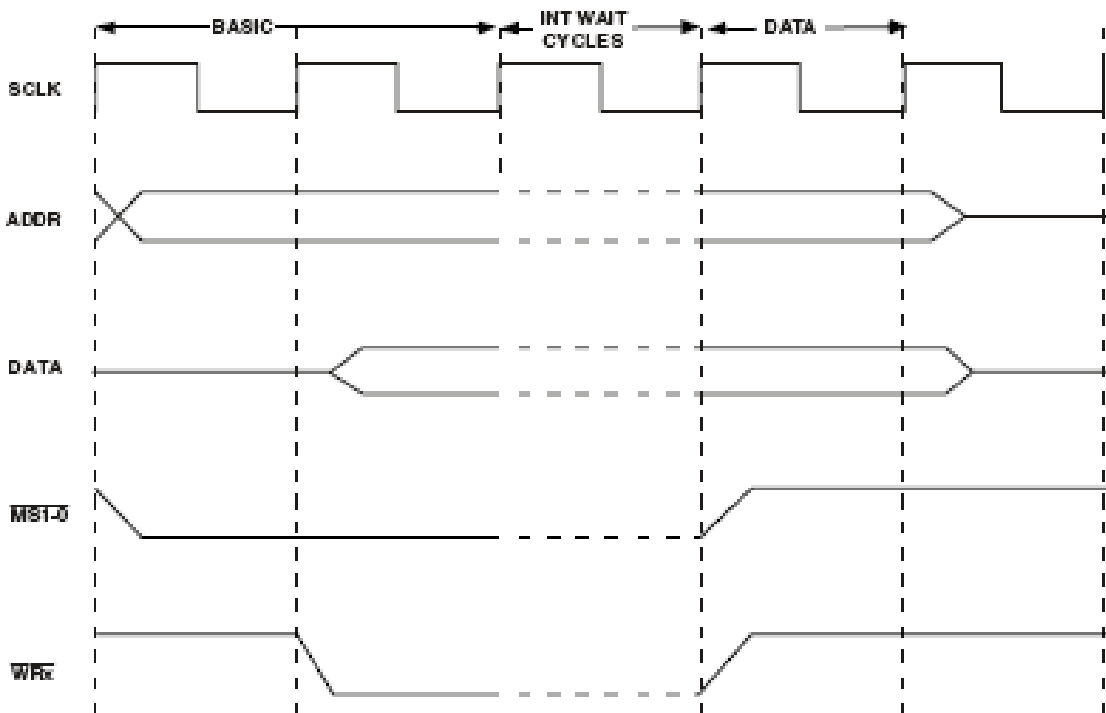 BASIC
INT WAIT
CYCLES
DATA
SCLK
ADDR
DATA
MS1-0
WRx